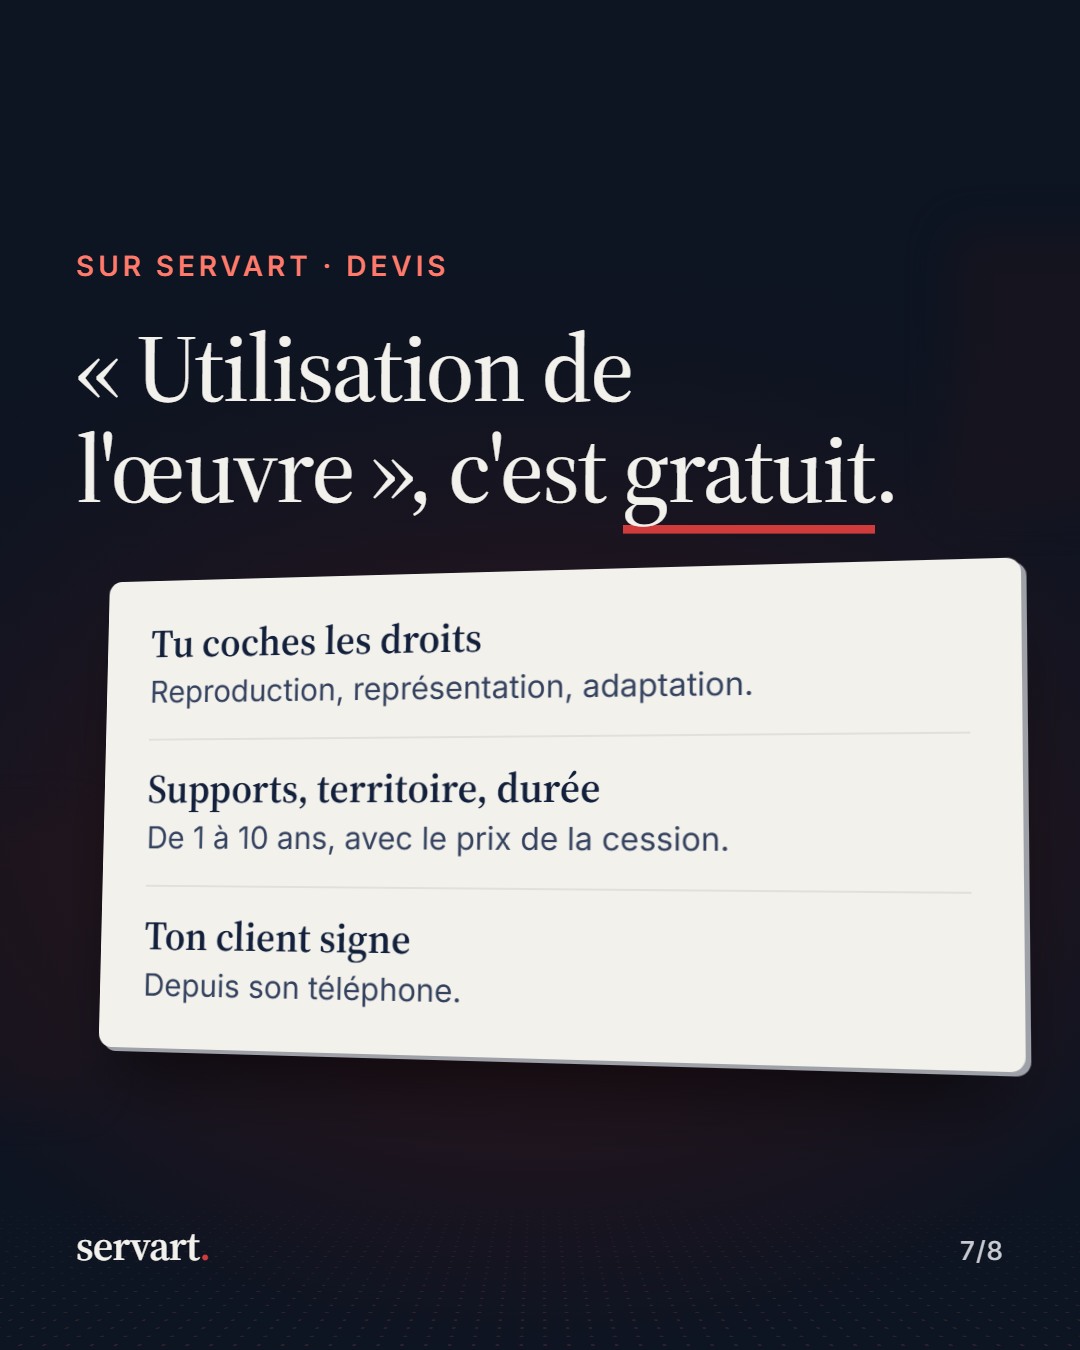 SUR SERVART · DEVIS
« Utilisation de
l'œuvre », c'est gratuit.
Tu coches les droits
Reproduction, représentation, adaptation.
Supports, territoire, durée
De 1 à 10 ans, avec le prix de la cession.
Ton client signe
Depuis son téléphone.
servart.
7/8